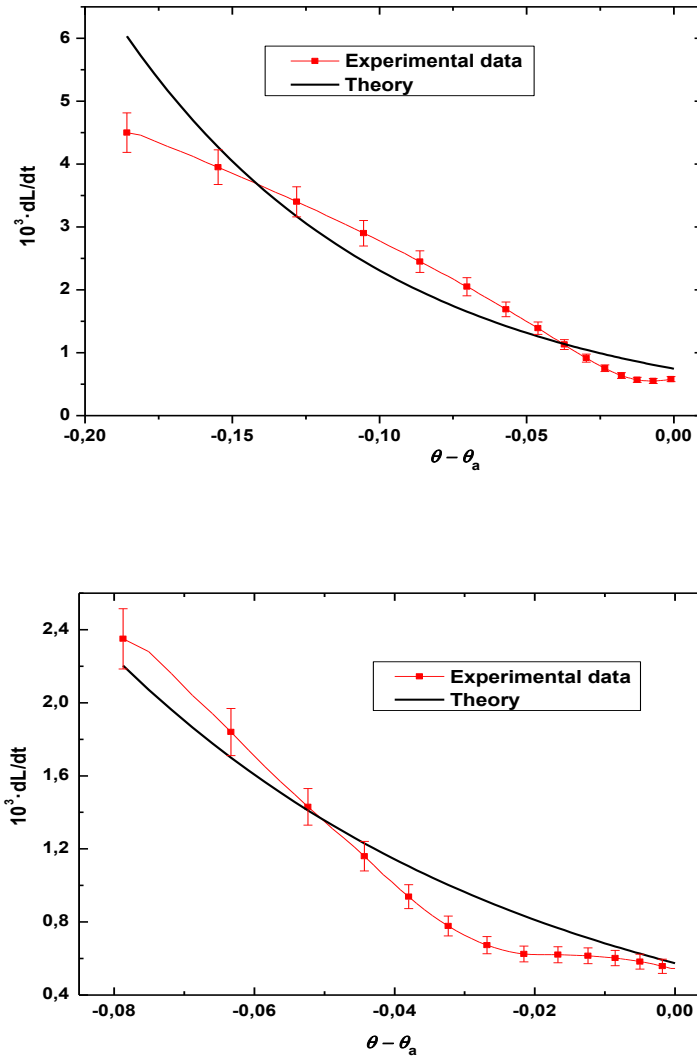 6
5
4
3
2
1
0
10³·dL/dt
Experimental data
Theory
-0,20 -0,15 -0,10 -0,05 0,00
θ – θa
2,4
2,0
1,6
1,2
0,8
0,4
10³·dL/dt
Experimental data
Theory
-0,08 -0,06 -0,04 -0,02 0,00
θ – θa